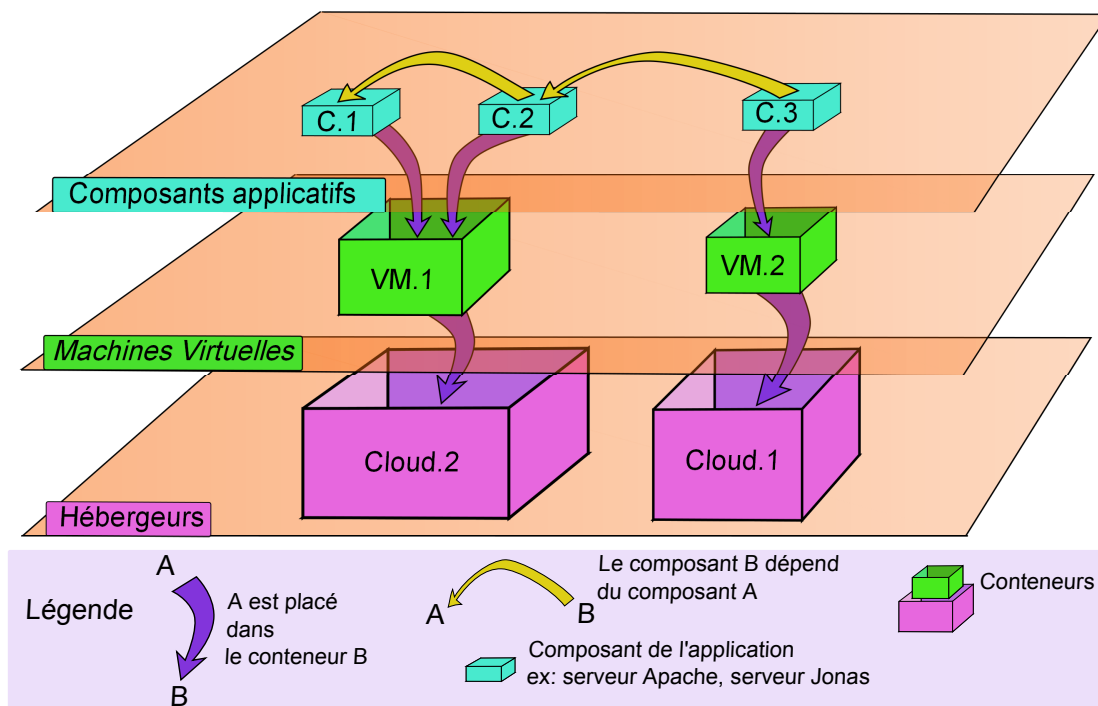 C.1
C.2
C.3
Composants applicatifs
VM.1
VM.2
Machines Virtuelles
Cloud.2
Cloud.1
Hébergeurs
Légende
A
A est placé
dans
le conteneur B
B
A
B
Le composant B dépend
du composant A
Composant de l'application
ex: serveur Apache, serveur Jonas
Conteneurs